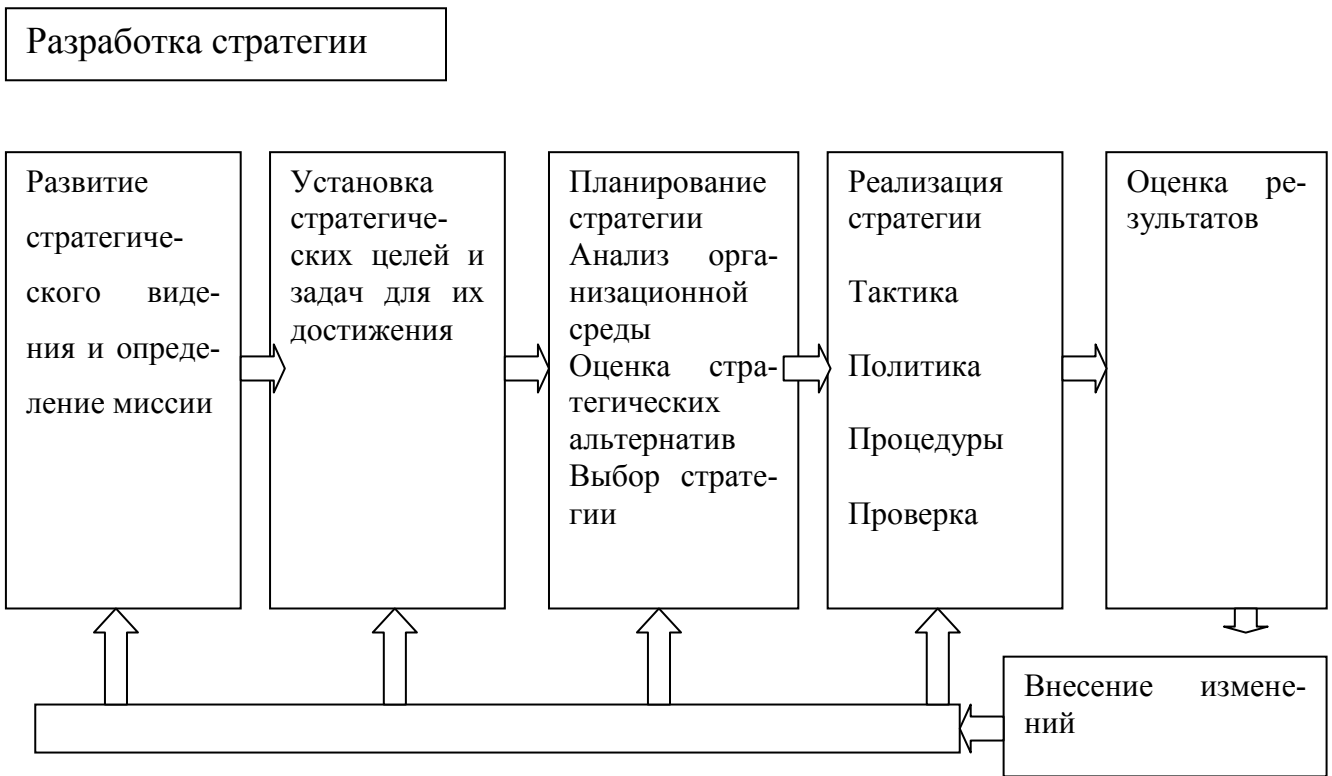 Разработка стратегии
Развитие
стратегиче-
ского виде-
ния и опреде-
ление миссии
Установка
стратегиче-
ских целей и
задач для их
достижения
Планирование
стратегии
Анализ орга-
низационной
среды
Оценка стра-
тегических
альтернатив
Выбор страте-
гии
Реализация
стратегии
Тактика
Политика
Процедуры
Проверка
Оценка ре-
зультатов
Внесение измене-
ний